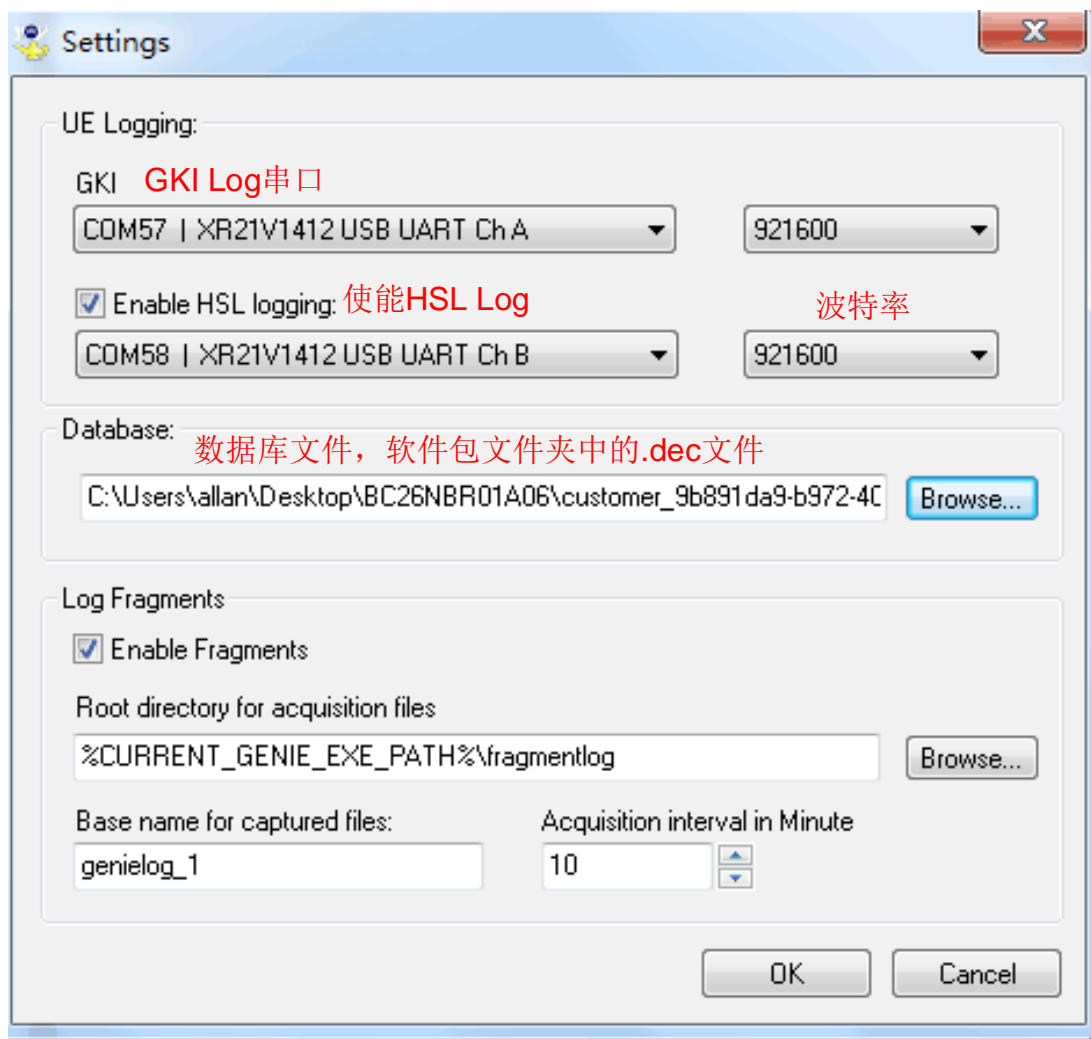 Settings
UE Logging:
GKI GKI Log串口
COM57 | XR21V1412 USB UART Ch A 921600
Enable HSL logging: 使能HSL Log 波特率
COM58 | XR21V1412 USB UART Ch B 921600
Database:
数据库文件，软件包文件夹中的.dec文件
C:\Users\allan\Desktop\BC26NBR01A06\customer_9b891da9-b972-4C Browse...
Log Fragments
Enable Fragments
Root directory for acquisition files
%CURRENT_GENIE_EXE_PATH%\fragmentlog Browse...
Base name for captured files: Acquisition interval in Minute
genielog_1 10
OK Cancel